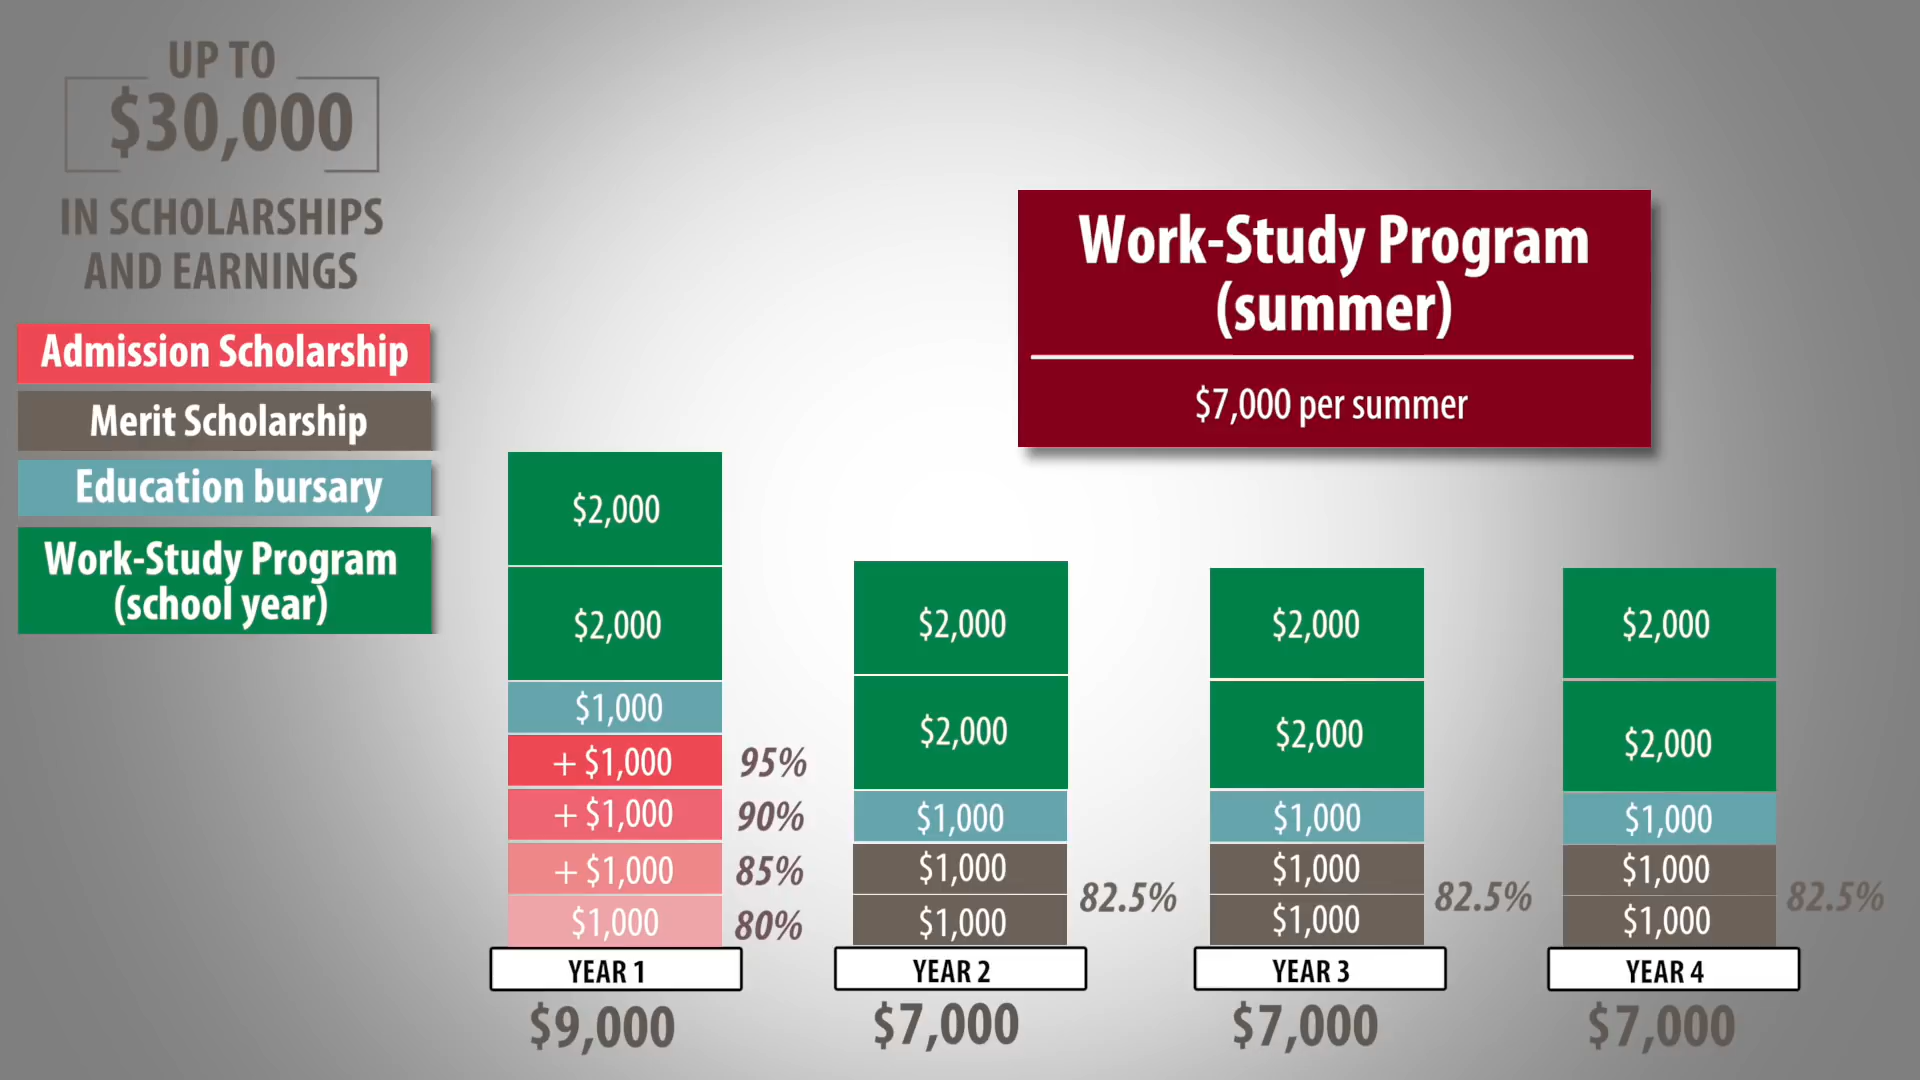 UP TO
$30,000
IN SCHOLARSHIPS
AND EARNINGS
Admission Scholarship
Merit Scholarship
Education bursary
Work-Study Program
(school year)
Work-Study Program
(summer)
$7,000 per summer
$2,000
$2,000
$1,000
+ $1,000 95%
+ $1,000 90%
+ $1,000 85%
$1,000 80%
YEAR 1
$9,000
$2,000
$2,000
$1,000
$1,000
$1,000
82.5%
YEAR 2
$7,000
$2,000
$2,000
$1,000
$1,000
$1,000
82.5%
YEAR 3
$7,000
$2,000
$2,000
$1,000
$1,000
$1,000
82.5%
YEAR 4
$7,000